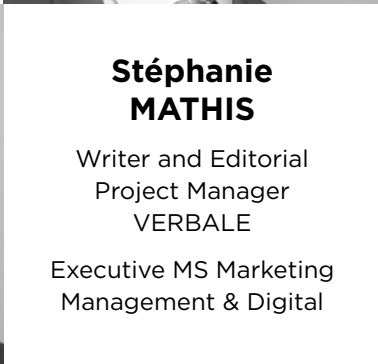 Stéphanie
MATHIS
Writer and Editorial
Project Manager
VERBALE
Executive MS Marketing
Management & Digital